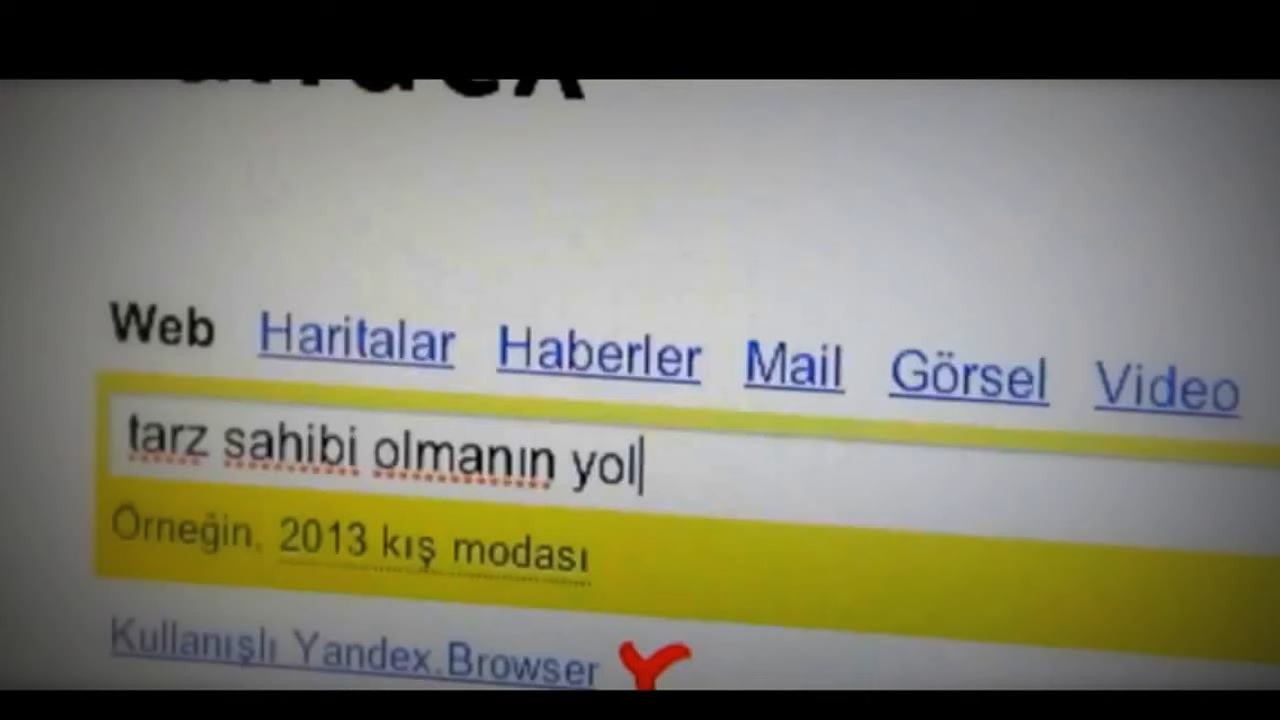 Web Haritalar Haberler Mail Görsel Video
tarz sahibi olmanın yol
Örneğin, 2013 kış modası
Kullanışlı Yandex.Browser